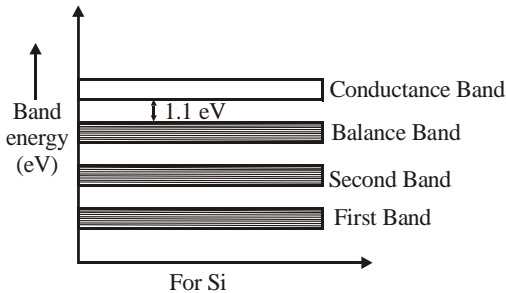 Conductance Band
1.1 eV
Band
energy
(eV)
Balance Band
Second Band
First Band
For Si